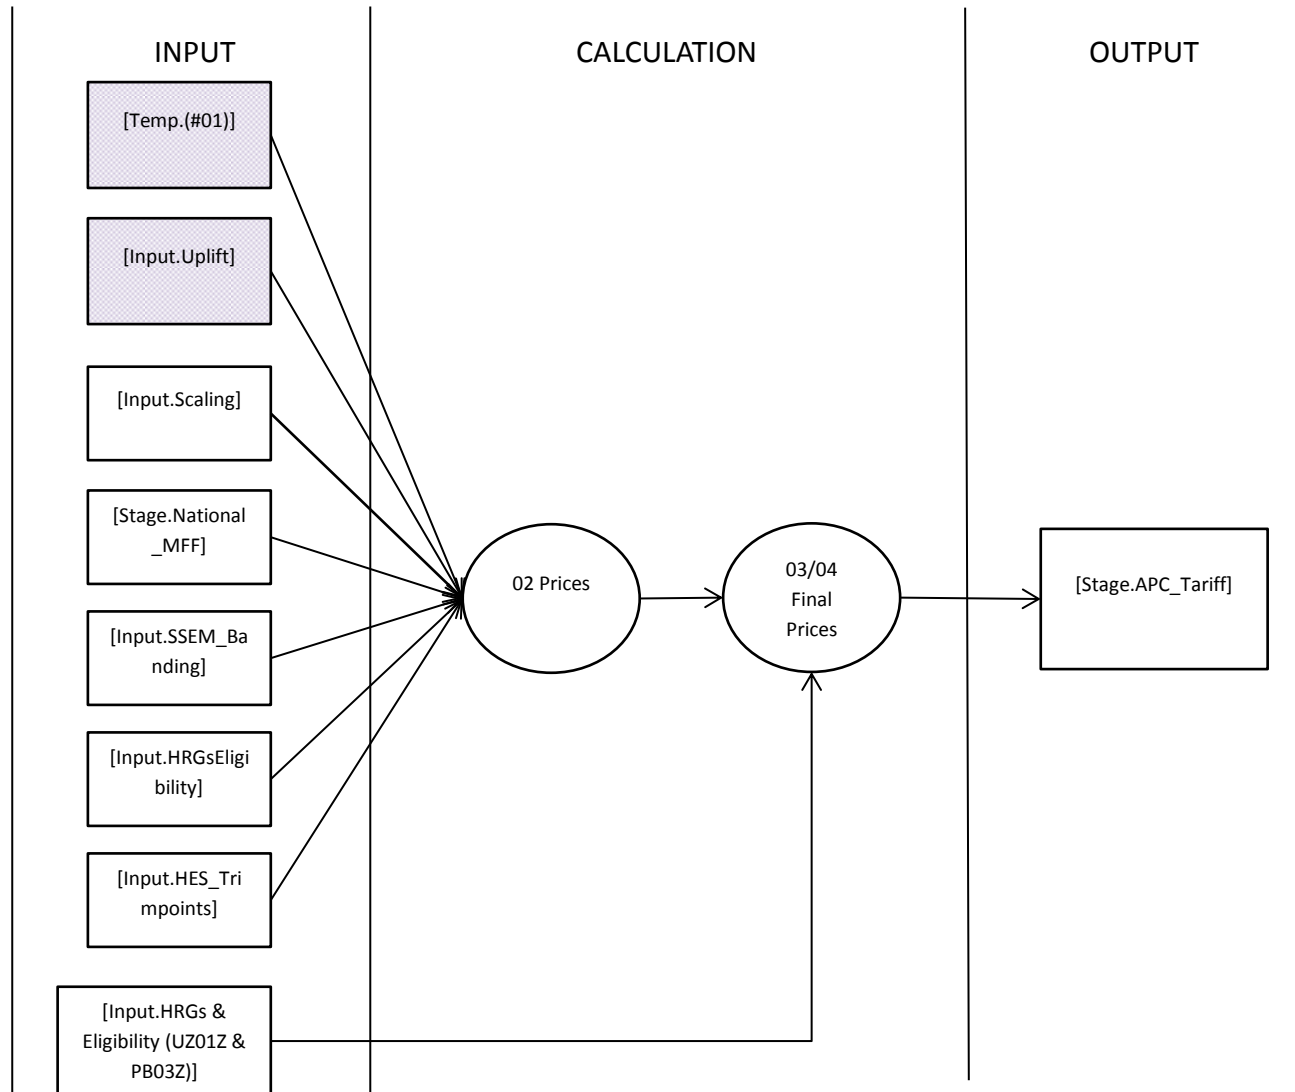 INPUT
CALCULATION
OUTPUT
[Temp.(#01)]
[Input.Uplift]
[Input.Scaling]
[Stage.National
_MFF]
[Input.SSEM_Ba
nding]
[Input.HRGsEligi
bility]
[Input.HES_Tri
mpoints]
[Input.HRGs &
Eligibility (UZ01Z &
PB03Z)]
02 Prices
03/04
Final
Prices
[Stage.APC_Tariff]